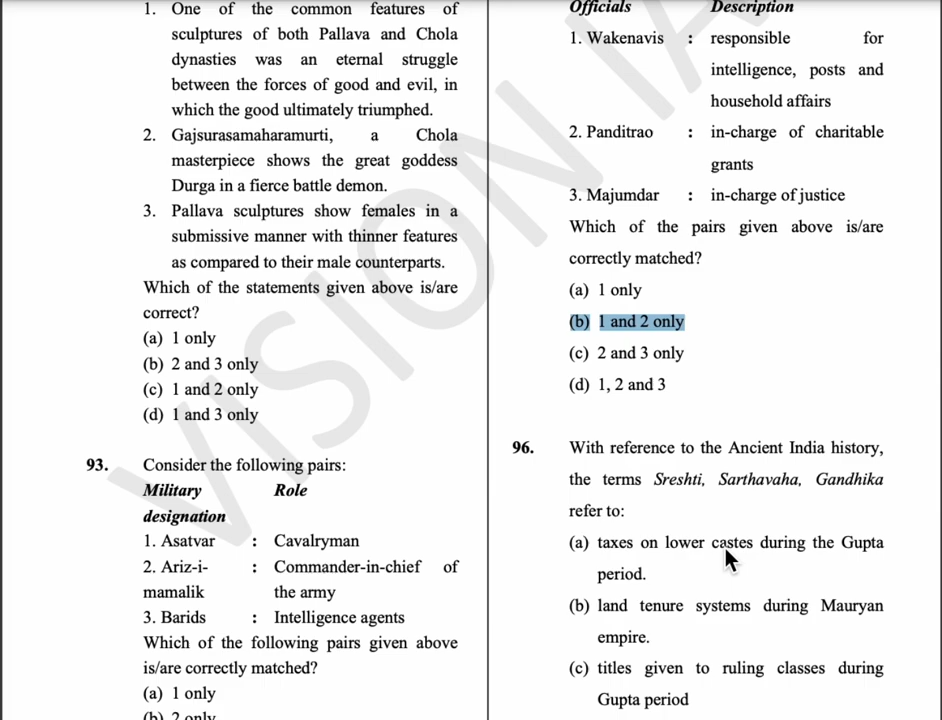 1. One of the common features of
sculptures of both Pallava and Chola
dynasties was an eternal struggle
between the forces of good and evil, in
which the good ultimately triumphed.
2. Gajsurasamaharamurti, a Chola
masterpiece shows the great goddess
Durga in a fierce battle demon.
3. Pallava sculptures show females in a
submissive manner with thinner features
as compared to their male counterparts.
Which of the statements given above is/are
correct?
(a) 1 only
(b) 2 and 3 only
(c) 1 and 2 only
(d) 1 and 3 only
93. Consider the following pairs:
Military Role
designation
1. Asatvar : Cavalryman
2. Ariz-i- : Commander-in-chief of
mamalik the army
3. Barids : Intelligence agents
Which of the following pairs given above
is/are correctly matched?
(a) 1 only
(b) 2 only
Officials Description
1. Wakenavis : responsible for
intelligence, posts and
household affairs
2. Panditrao : in-charge of charitable
grants
3. Majumdar : in-charge of justice
Which of the pairs given above is/are
correctly matched?
(a) 1 only
(b) 1 and 2 only
(c) 2 and 3 only
(d) 1, 2 and 3
96. With reference to the Ancient India history,
the terms Sreshti, Sarthavaha, Gandhika
refer to:
(a) taxes on lower castes during the Gupta
period.
(b) land tenure systems during Mauryan
empire.
(c) titles given to ruling classes during
Gupta period
VISION IA